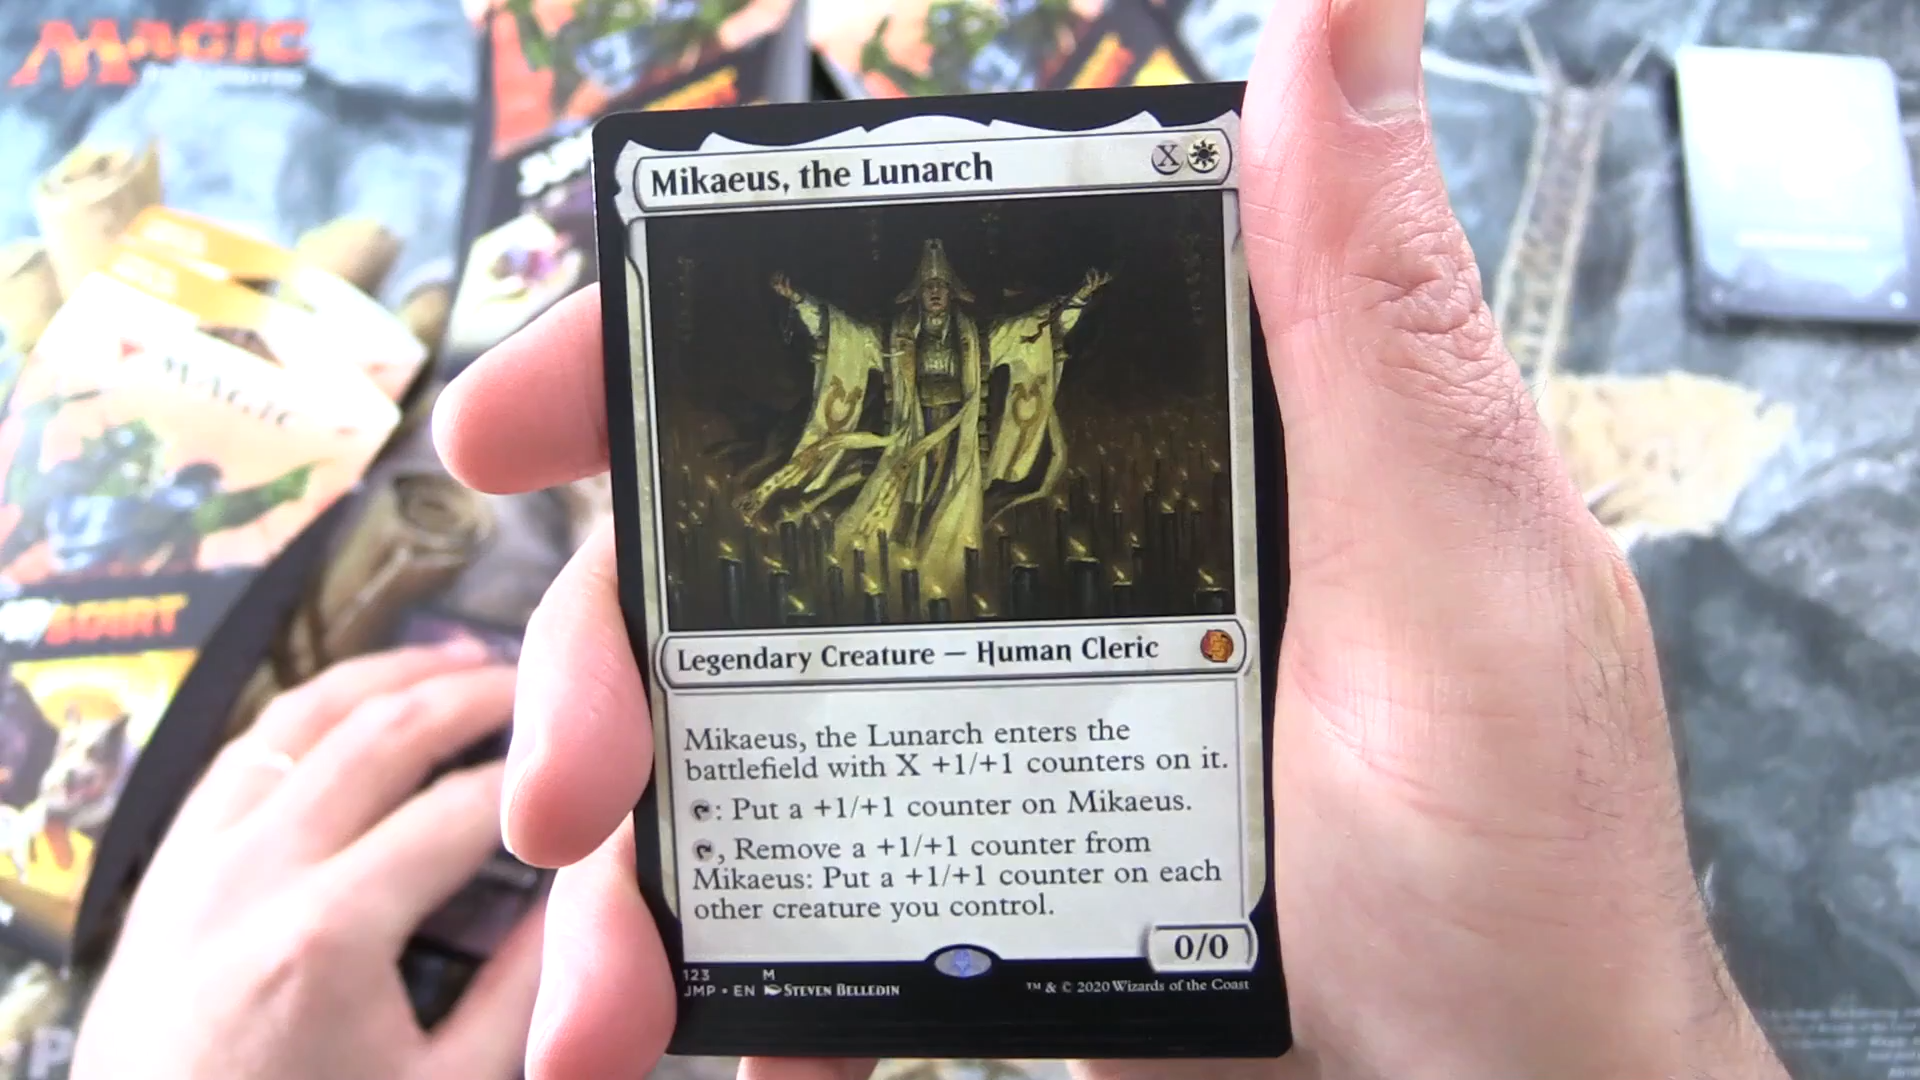 MAGIC
MAGIC
Mikaeus, the Lunarch X
Legendary Creature — Human Cleric
Mikaeus, the Lunarch enters the
battlefield with X +1/+1 counters on it.
: Put a +1/+1 counter on Mikaeus.
, Remove a +1/+1 counter from
Mikaeus: Put a +1/+1 counter on each
other creature you control.
0/0
123 M
JMP • EN STEVEN BELLEDIN
™ & © 2020 Wizards of the Coast